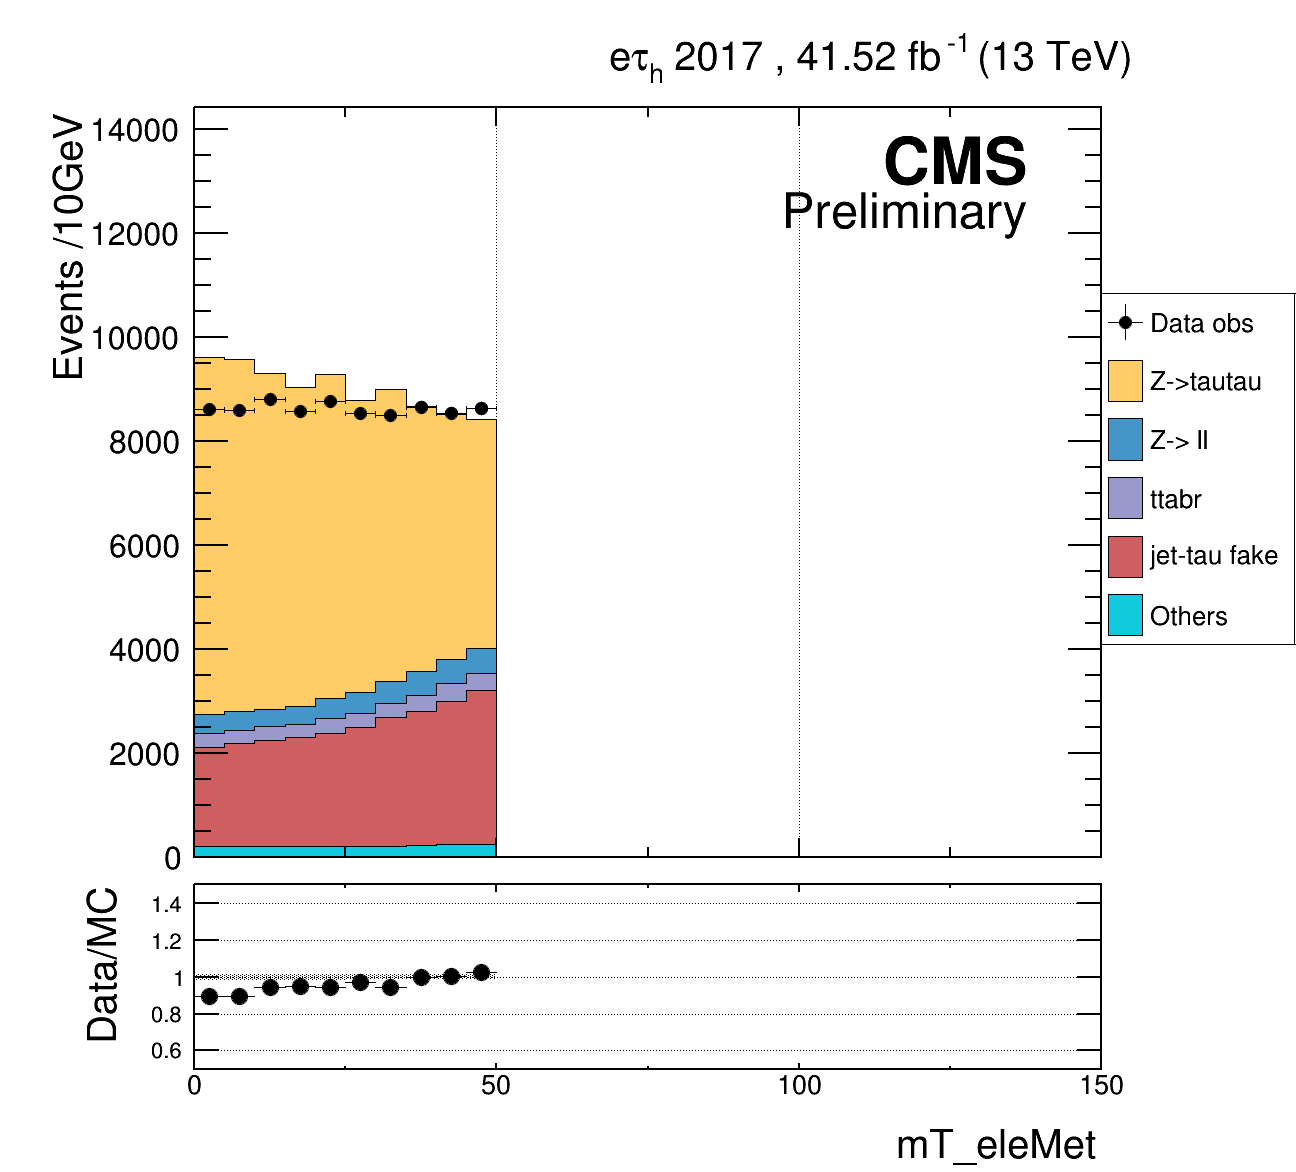 eτh 2017 , 41.52 fb-1 (13 TeV)
Events /10GeV
14000
12000
10000
8000
6000
4000
2000
0
CMS
Preliminary
Data obs
Z->tautau
Z-> ll
ttabr
jet-tau fake
Others
Data/MC
1.4
1.2
1
0.8
0.6
0
50
100
150
mT_eleMet